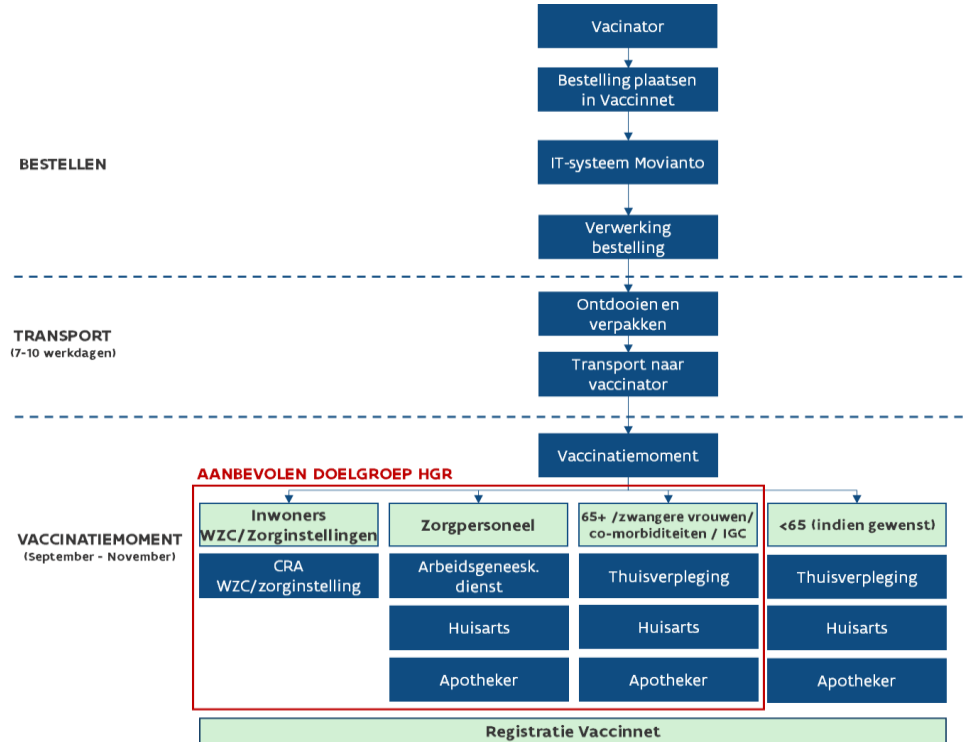 Vacinator
Bestelling plaatsen
in Vaccinnet
BESTELLEN
IT-systeem Movianto
Verwerking
bestelling
Ontdooien en
verpakken
TRANSPORT
(7-10 werkdagen)
Transport naar
vaccinator
Vaccinatiemoment
AANBEVOLEN DOELGROEP HGR
VACCINATIEMOMENT
(September - November)
Inwoners
WZC/Zorginstellingen
Zorgpersoneel
65+ /zwangere vrouwen/
co-morbiditeiten / IGC
<65 (indien gewenst)
CRA
WZC/zorginstelling
Arbeidsgeneesk.
dienst
Thuisverpleging
Thuisverpleging
Huisarts
Huisarts
Huisarts
Apotheker
Apotheker
Apotheker
Registratie Vaccinnet